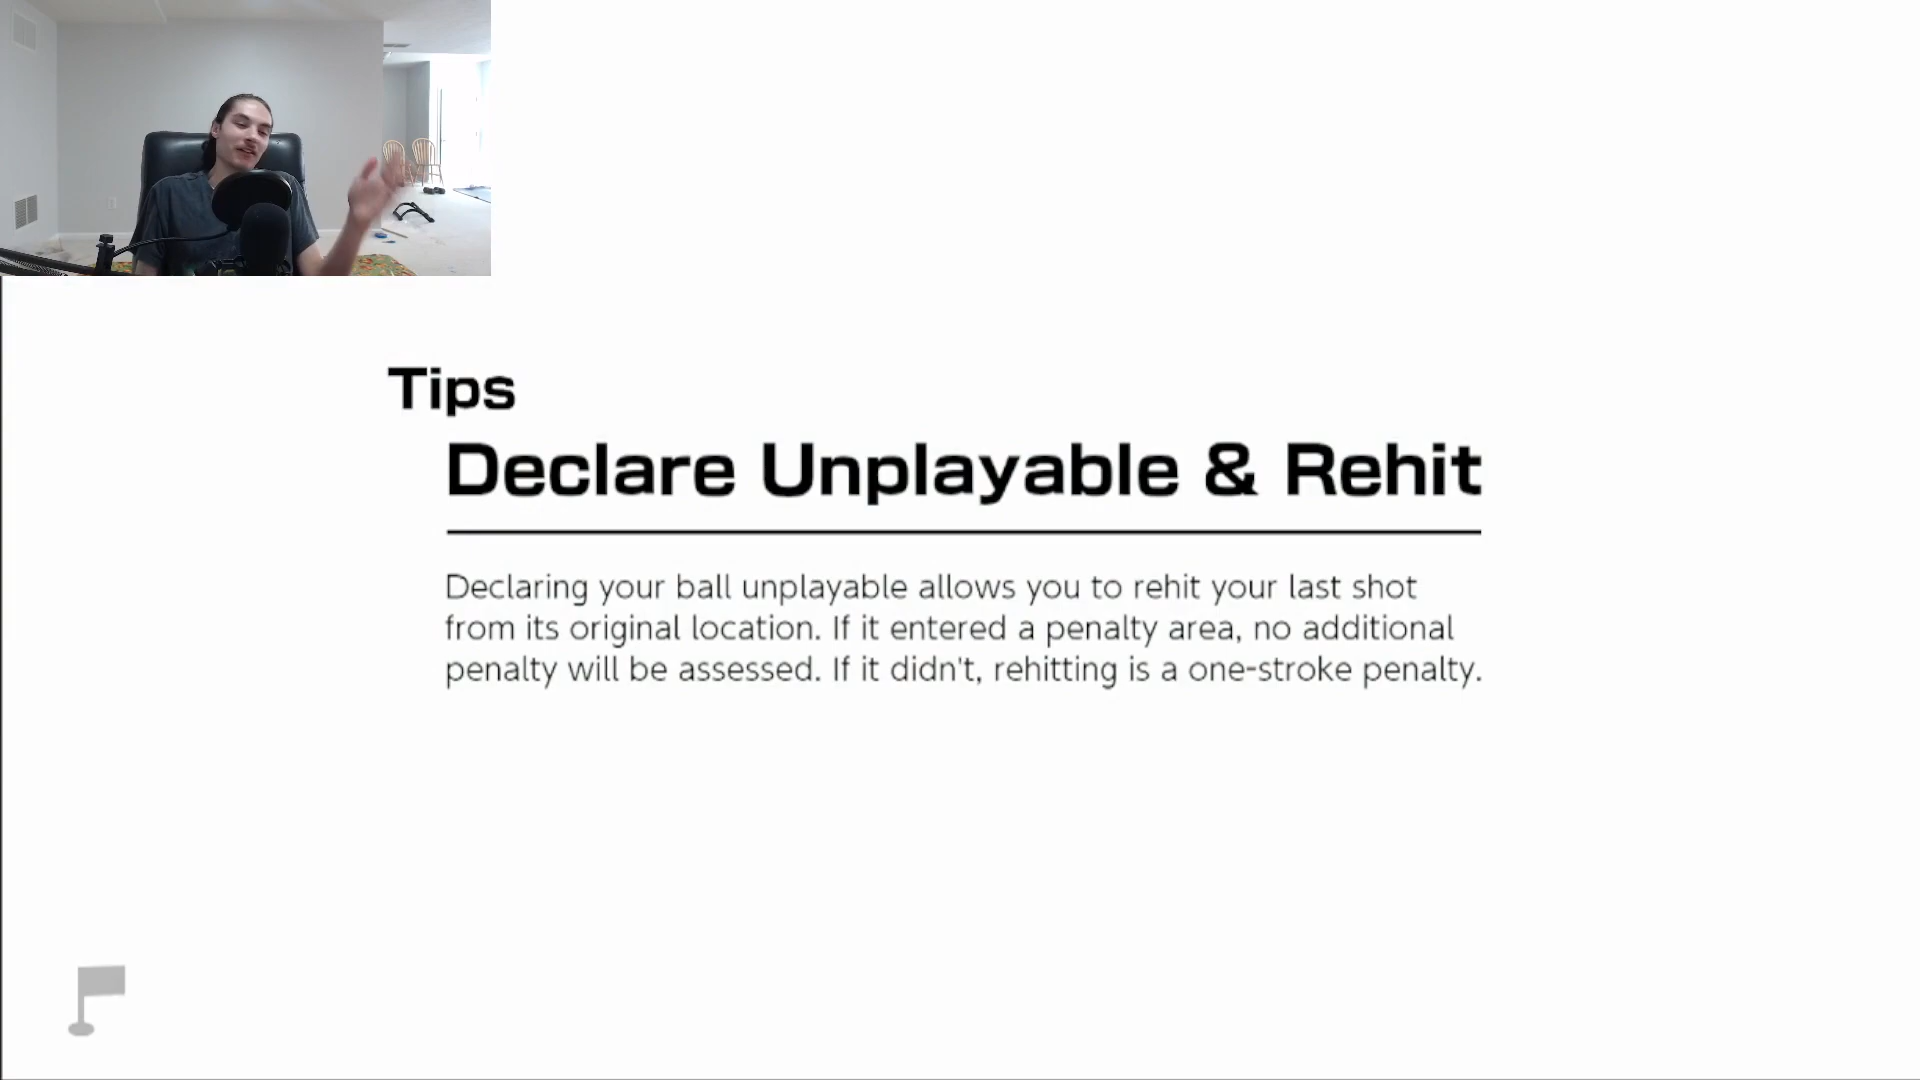 Tips
Declare Unplayable & Rehit
Declaring your ball unplayable allows you to rehit your last shot
from its original location. If it entered a penalty area, no additional
penalty will be assessed. If it didn't, rehitting is a one-stroke penalty.